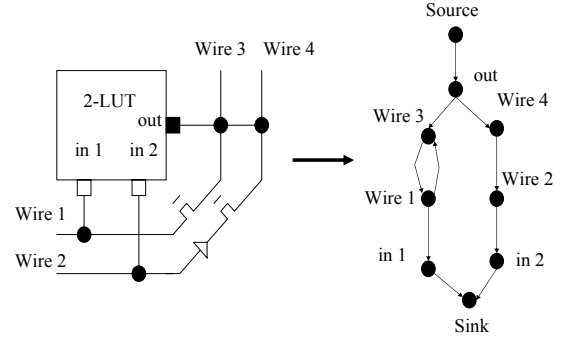 Wire 3 Wire 4
2-LUT
out
in 1 in 2
Wire 1
Wire 2
Source
out
Wire 3
Wire 4
Wire 1
Wire 2
in 1
in 2
Sink